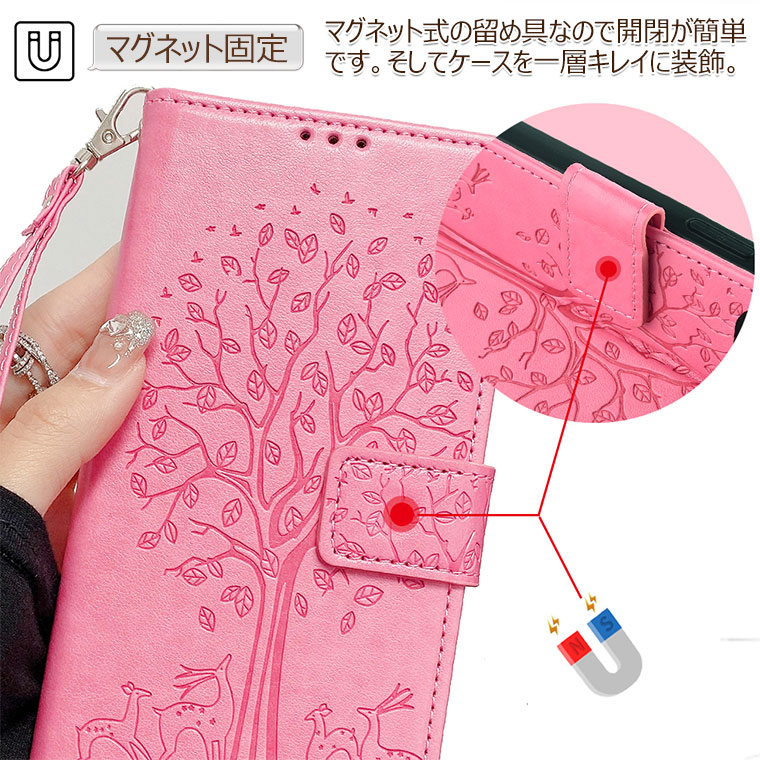 マグネット固定
マグネット式の留め具なので開閉が簡単
です。そしてケースを一層キレイに装飾。
N
S